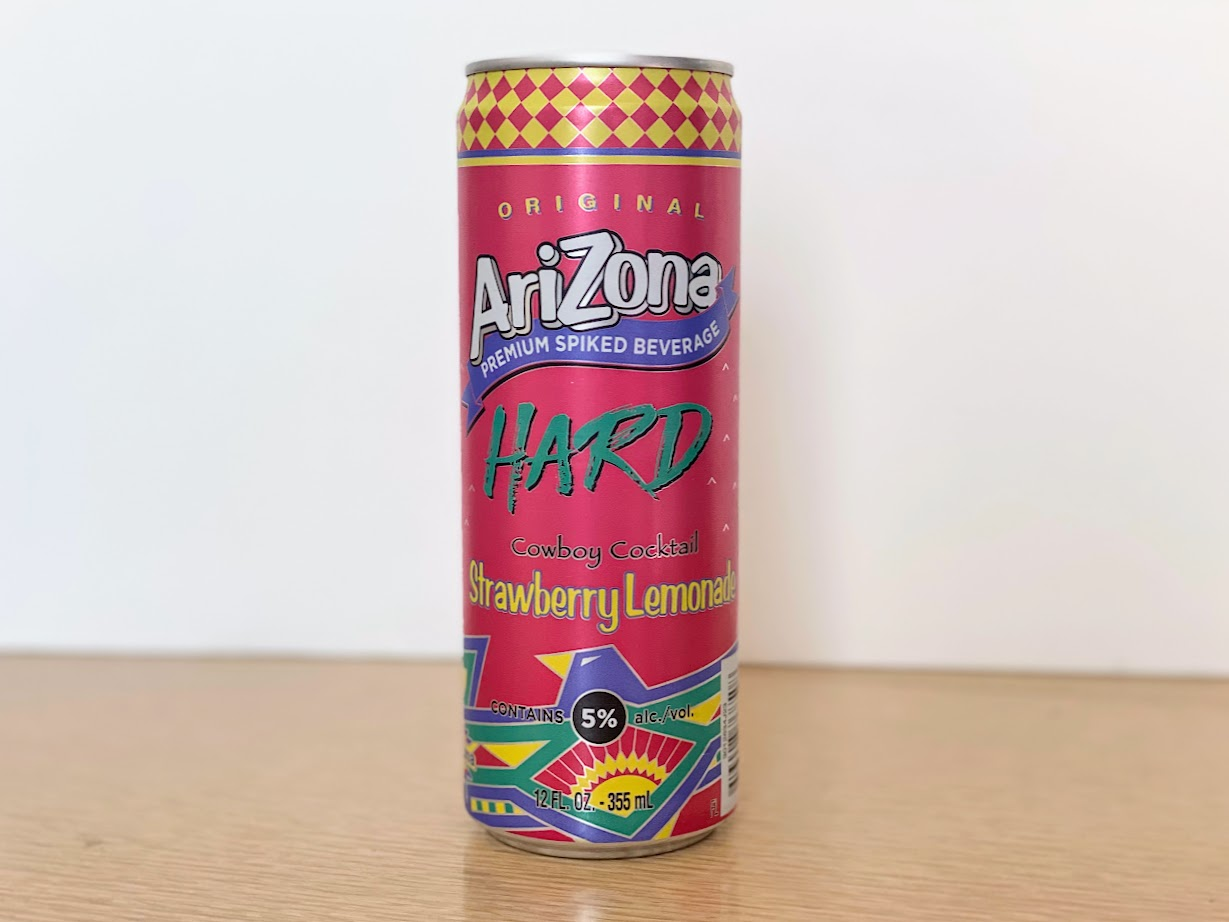 ORIGINAL
AriZona
PREMIUM SPIKED BEVERAGE
HARD
Cowboy Cocktail
Strawberry Lemonade
CONTAINS 5% alc./vol.
12 FL. OZ. - 355 mL